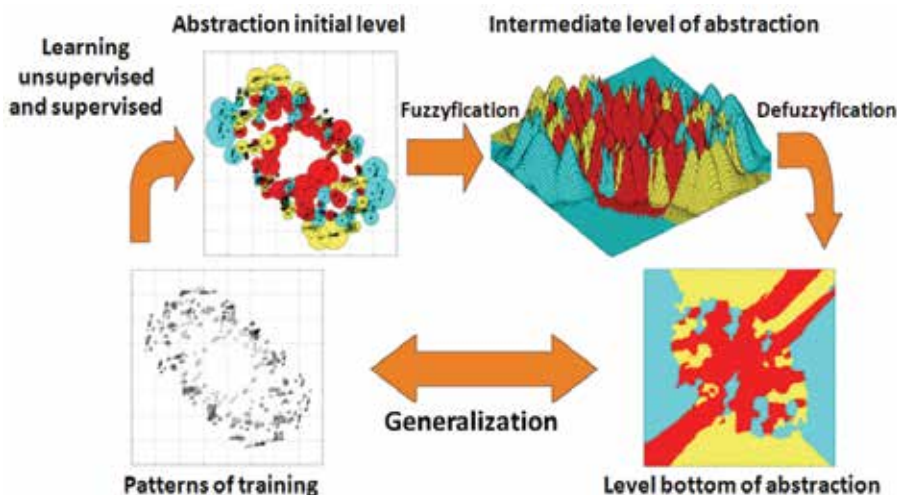 Abstraction initial level
Intermediate level of abstraction
Learning
unsupervised
and supervised
Fuzzyfication
Defuzzyfication
Generalization
Patterns of training
Level bottom of abstraction